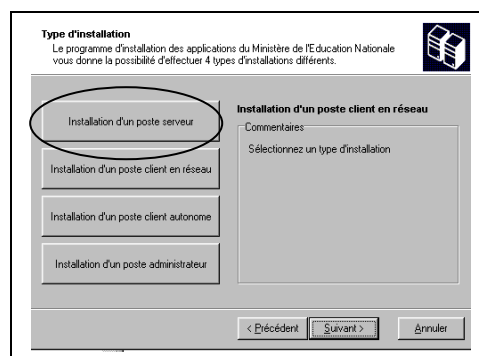 Type d'installation
Le programme d'installation des applications du Ministère de l'Education Nationale
vous donne la possibilité d'effectuer 4 types d'installations différents.
Installation d'un poste serveur
Installation d'un poste client en réseau
Installation d'un poste client autonome
Installation d'un poste administrateur
Installation d'un poste client en réseau
Commentaires
Sélectionnez un type d'installation
< Précédent
Suivant >
Annuler